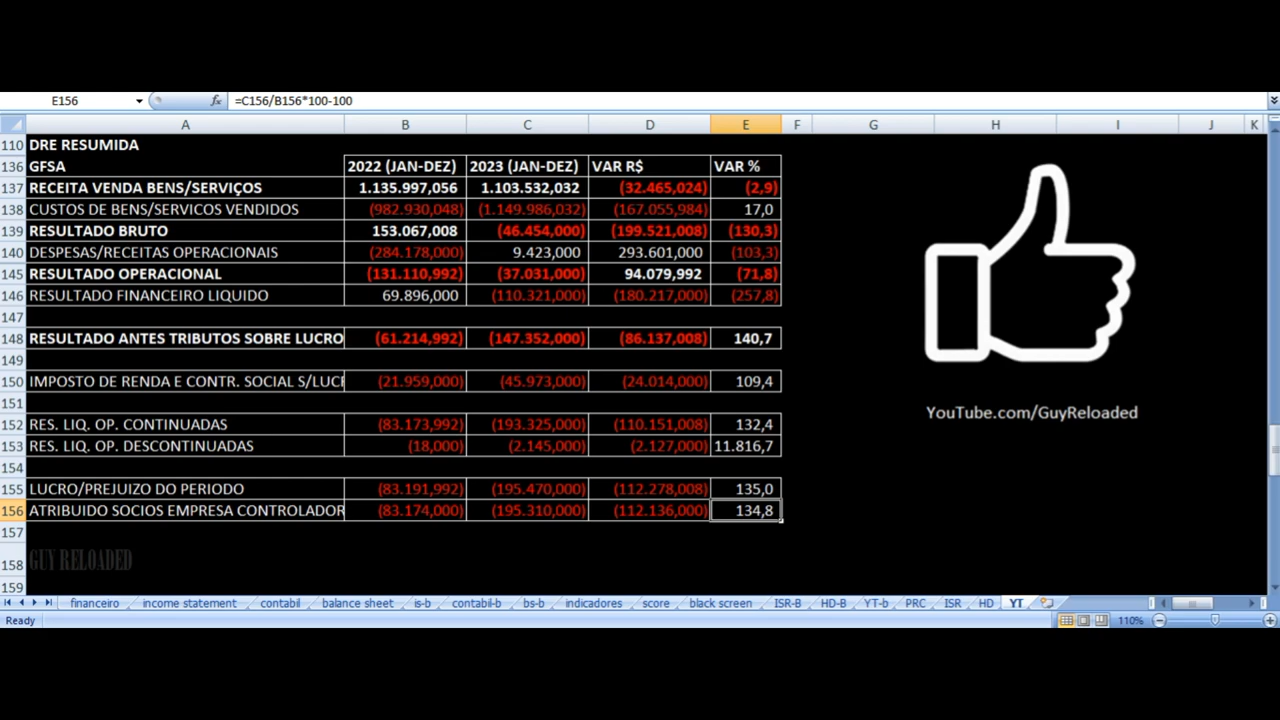 E156 fx =C156/B156*100-100
A B C D E F G H I J K
110 DRE RESUMIDA
136 GFSA 2022 (JAN-DEZ) 2023 (JAN-DEZ) VAR R$ VAR %
137 RECEITA VENDA BENS/SERVIÇOS 1.135.997,056 1.103.532,032 (32.465,024) (2,9)
138 CUSTOS DE BENS/SERVICOS VENDIDOS (982.930,048) (1.149.986,032) (167.055,984) 17,0
139 RESULTADO BRUTO 153.067,008 (46.454,000) (199.521,008) (130,3)
140 DESPESAS/RECEITAS OPERACIONAIS (284.178,000) 9.423,000 293.601,000 (103,3)
145 RESULTADO OPERACIONAL (131.110,992) (37.031,000) 94.079,992 (71,8)
146 RESULTADO FINANCEIRO LIQUIDO 69.896,000 (110.321,000) (180.217,000) (257,8)
147
148 RESULTADO ANTES TRIBUTOS SOBRE LUCRO (61.214,992) (147.352,000) (86.137,008) 140,7
149
150 IMPOSTO DE RENDA E CONTR. SOCIAL S/LUCR (21.959,000) (45.973,000) (24.014,000) 109,4
151
152 RES. LIQ. OP. CONTINUADAS (83.173,992) (193.325,000) (110.151,008) 132,4
153 RES. LIQ. OP. DESCONTINUADAS (18,000) (2.145,000) (2.127,000) 11.816,7
154
155 LUCRO/PREJUIZO DO PERIODO (83.191,992) (195.470,000) (112.278,008) 135,0
156 ATRIBUIDO SOCIOS EMPRESA CONTROLADOR (83.174,000) (195.310,000) (112.136,000) 134,8
157
158 GUY RELOADED
159
YouTube.com/GuyReloaded
financeiro income statement contabil balance sheet is-b contabil-b bs-b indicadores score black screen ISR-B HD-B YT-b PRC ISR HD YT
Ready 110%